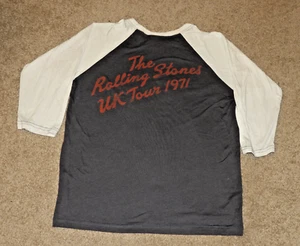 The
Rolling Stones
UK Tour 1971